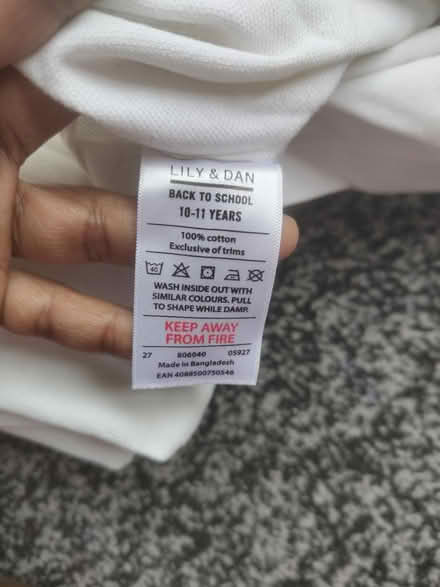 LILY & DAN
BACK TO SCHOOL
10-11 YEARS
100% cotton
Exclusive of trims
40
WASH INSIDE OUT WITH
SIMILAR COLOURS. PULL
TO SHAPE WHILE DAMP.
KEEP AWAY
FROM FIRE
27 806040 05927
Made in Bangladesh
EAN 4088500750546